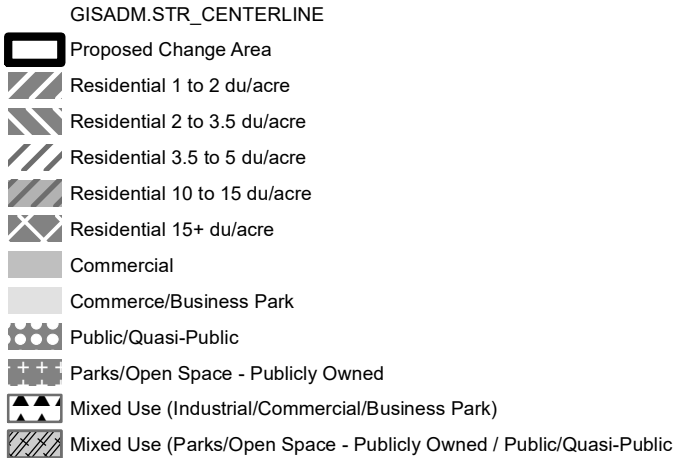 GISADM.STR_CENTERLINE
Proposed Change Area
Residential 1 to 2 du/acre
Residential 2 to 3.5 du/acre
Residential 3.5 to 5 du/acre
Residential 10 to 15 du/acre
Residential 15+ du/acre
Commercial
Commerce/Business Park
Public/Quasi-Public
Parks/Open Space - Publicly Owned
Mixed Use (Industrial/Commercial/Business Park)
Mixed Use (Parks/Open Space - Publicly Owned / Public/Quasi-Public